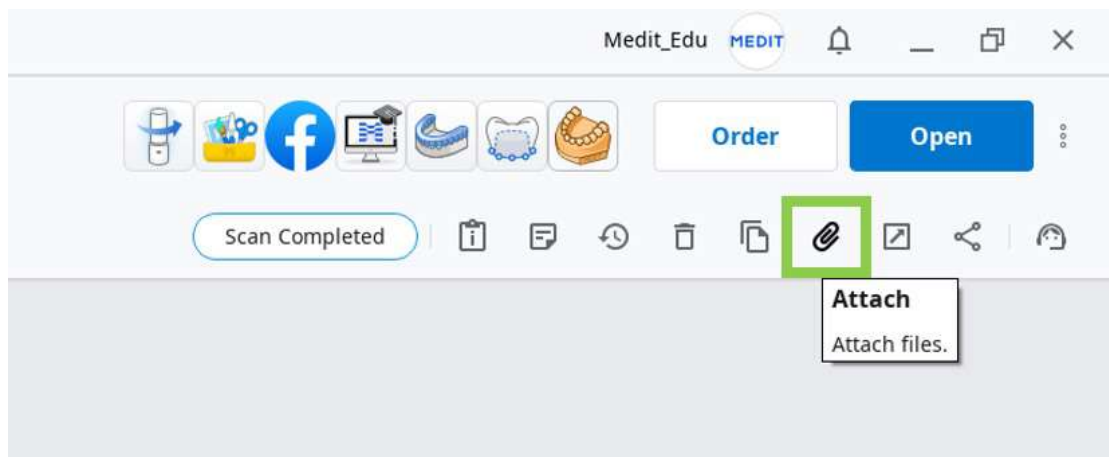 Medit_Edu MEDIT
Order Open
Scan Completed
Attach
Attach files.